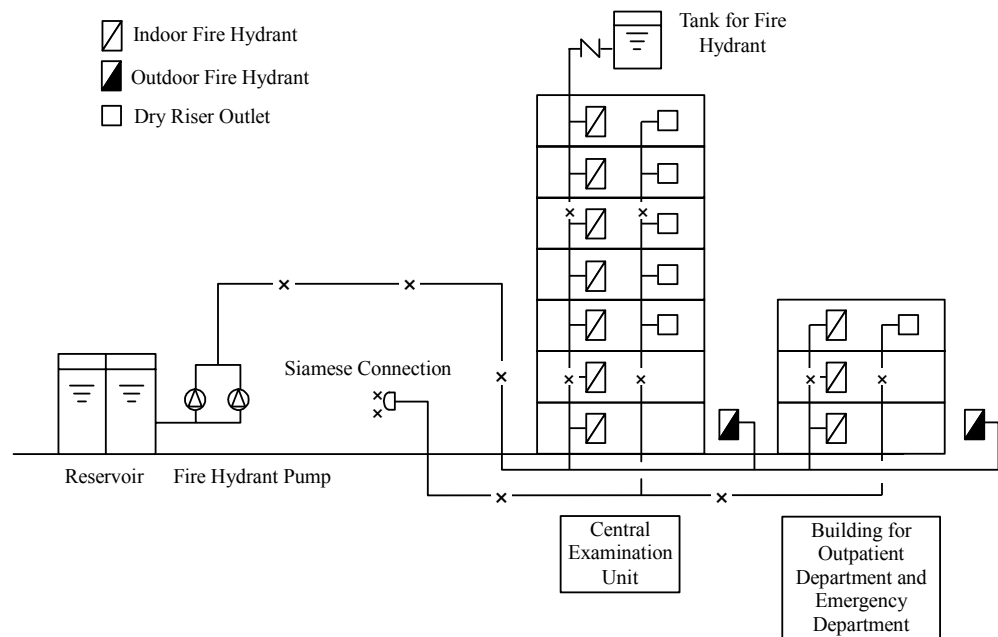 Indoor Fire Hydrant
Outdoor Fire Hydrant
Dry Riser Outlet
Tank for Fire
Hydrant
Siamese Connection
Reservoir
Fire Hydrant Pump
Central
Examination
Unit
Building for
Outpatient
Department and
Emergency
Department